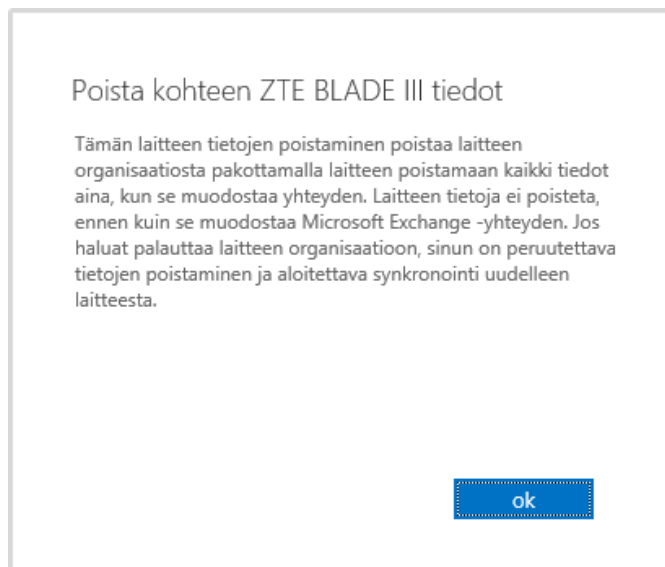 Poista kohteen ZTE BLADE III tiedot
Tämän laitteen tietojen poistaminen poistaa laitteen
organisaatiosta pakottamalla laitteen poistamaan kaikki tiedot
aina, kun se muodostaa yhteyden. Laitteen tietoja ei poisteta,
ennen kuin se muodostaa Microsoft Exchange -yhteyden. Jos
haluat palauttaa laitteen organisaatioon, sinun on peruutettava
tietojen poistaminen ja aloitettava synkronointi uudelleen
laitteesta.
ok